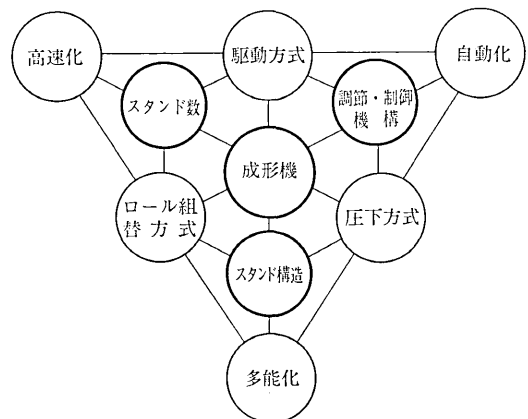 高速化
駆動方式
自動化
スタンド数
調節・制御
機構
成形機
ロール組
替方式
圧下方式
スタンド構造
多能化